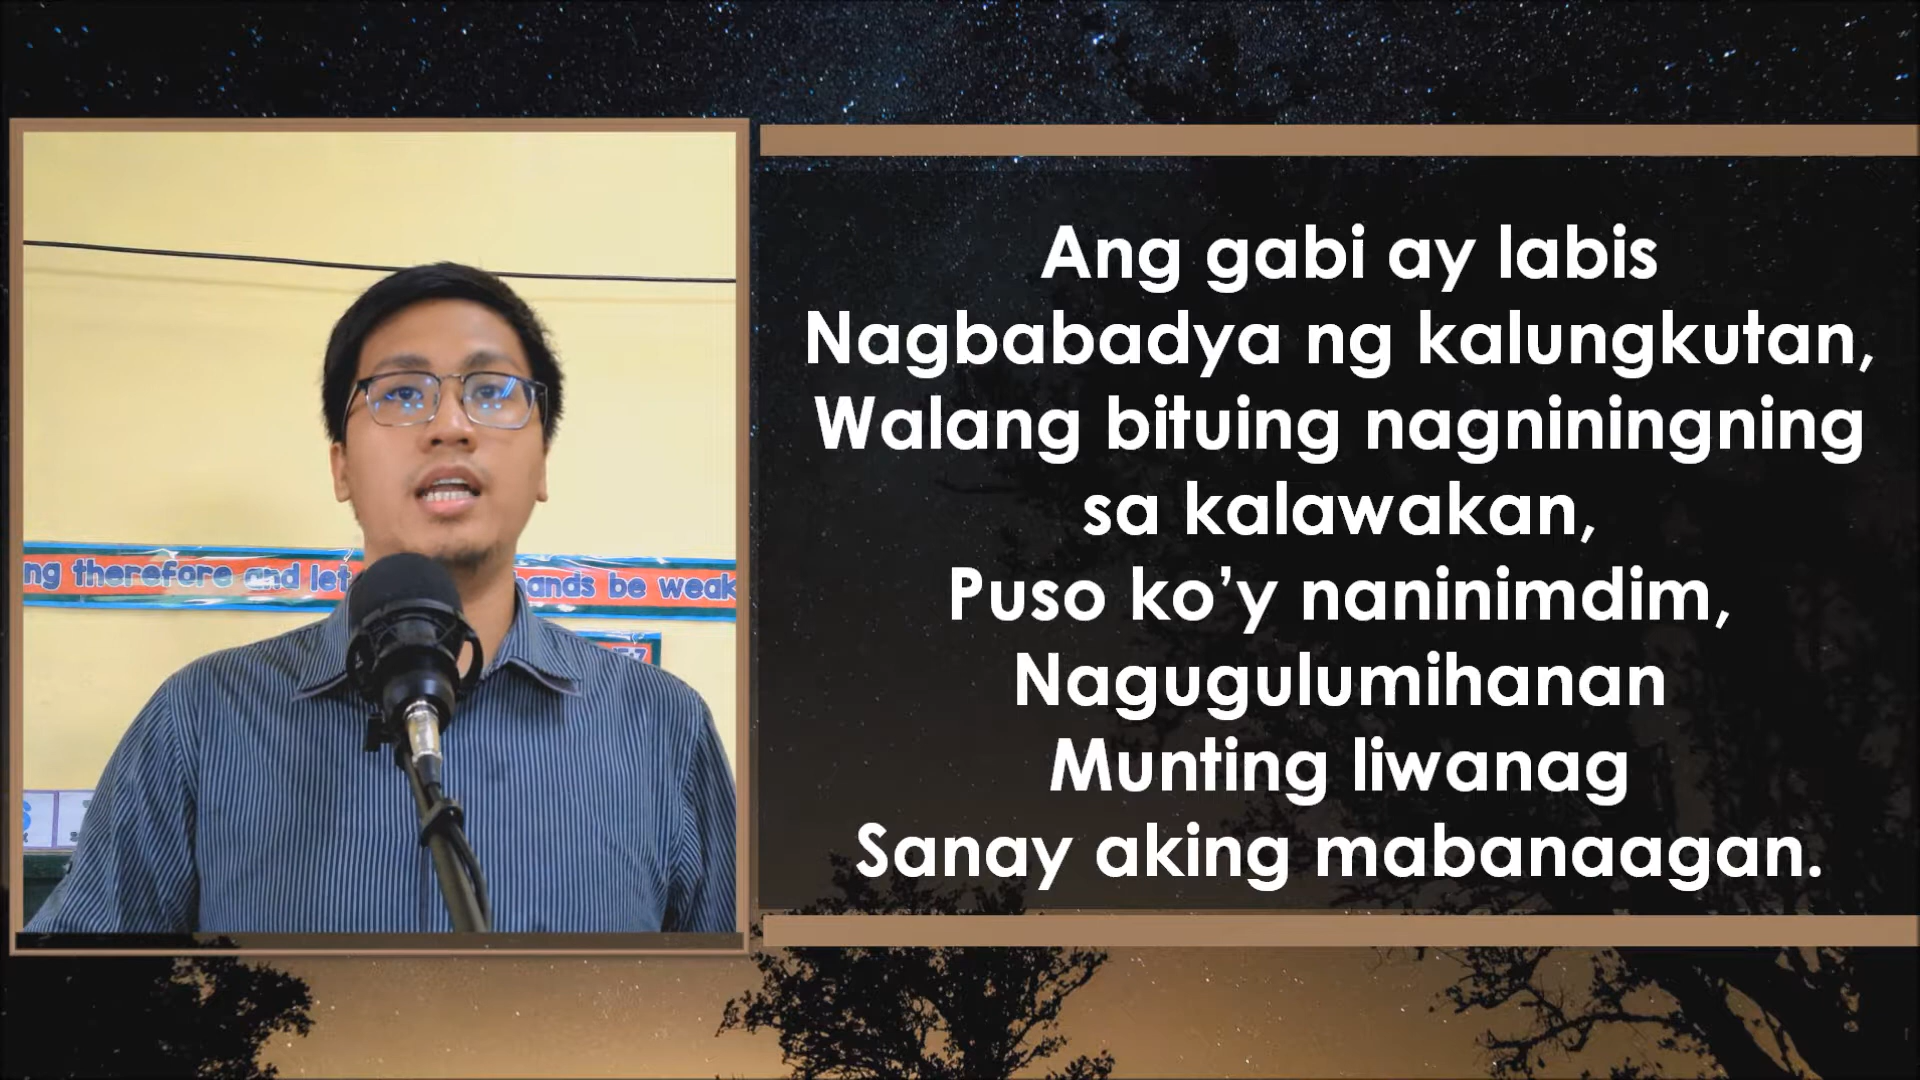 Ang gabi ay labis
Nagbabadya ng kalungkutan,
Walang bituing nagniningning
sa kalawakan,
Puso ko’y naninimdim,
Nagugulumihanan
Munting liwanag
Sanay aking mabanaagan.
ng therefore and let
ands be weak